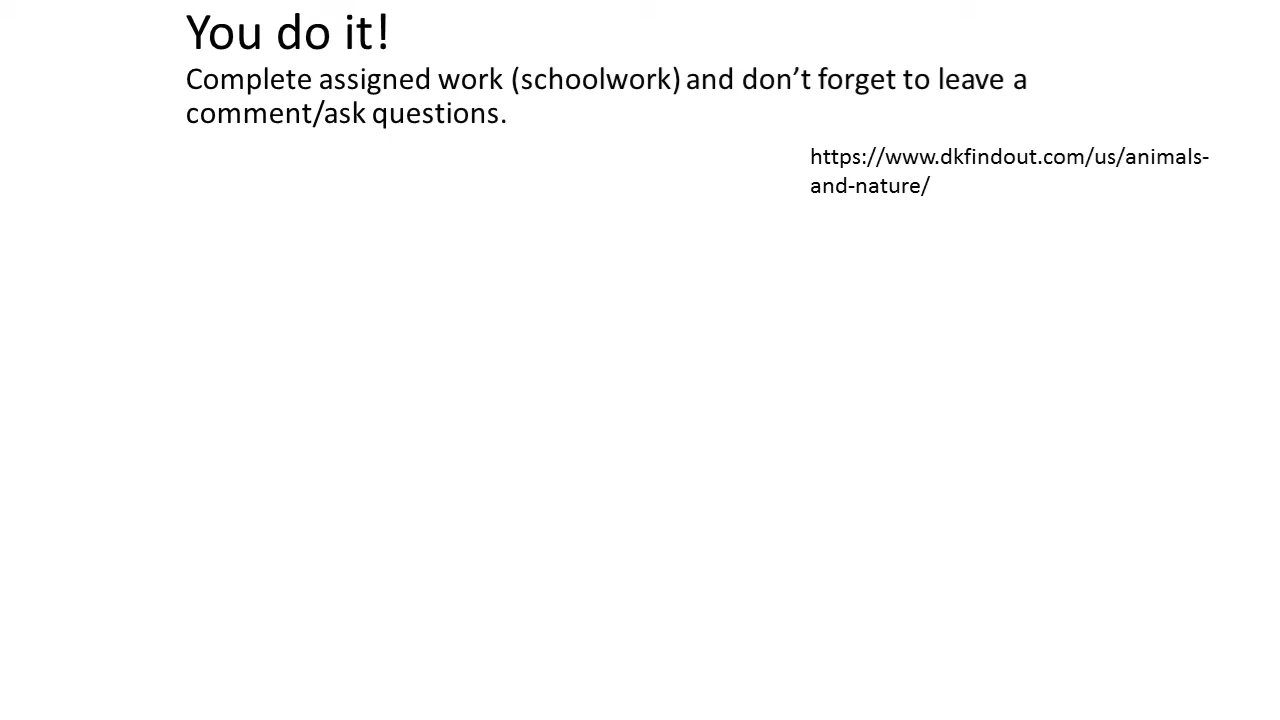 You do it!
Complete assigned work (schoolwork) and don’t forget to leave a
comment/ask questions.
https://www.dkfindout.com/us/animals-
and-nature/